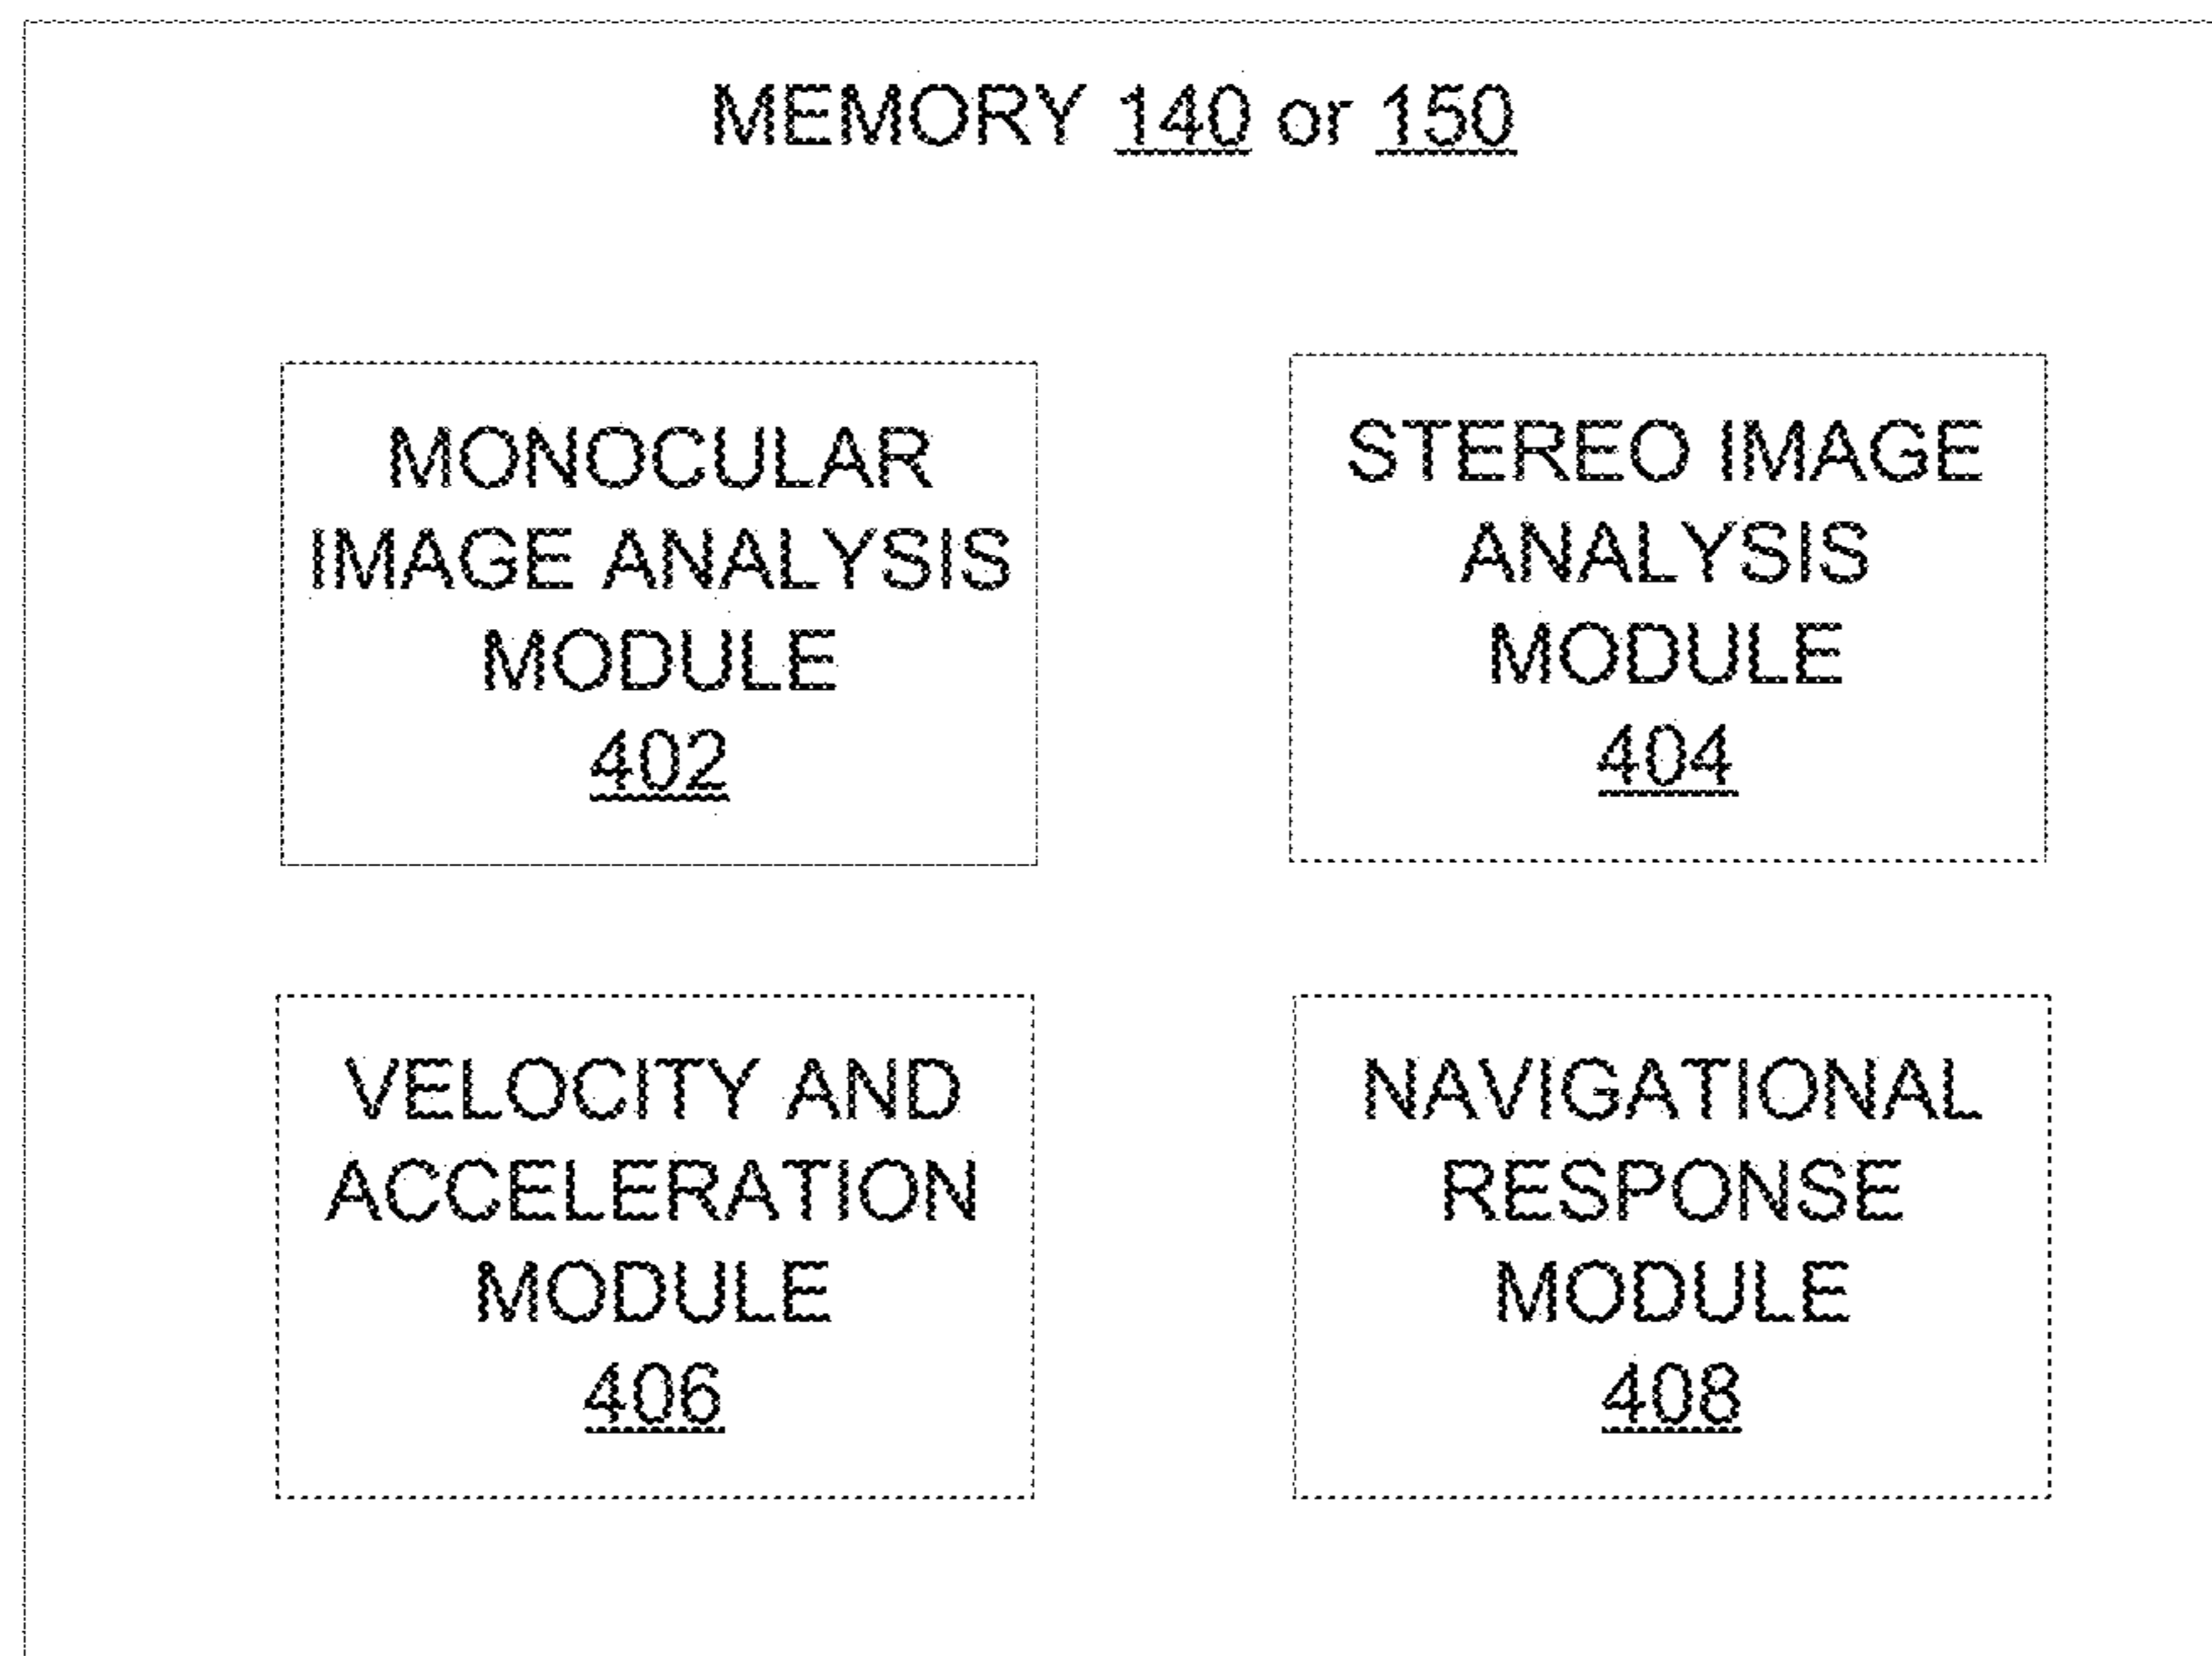 MEMORY 140 or 150
MONOCULAR
IMAGE ANALYSIS
MODULE
402
STEREO IMAGE
ANALYSIS
MODULE
404
VELOCITY AND
ACCELERATION
MODULE
406
NAVIGATIONAL
RESPONSE
MODULE
408